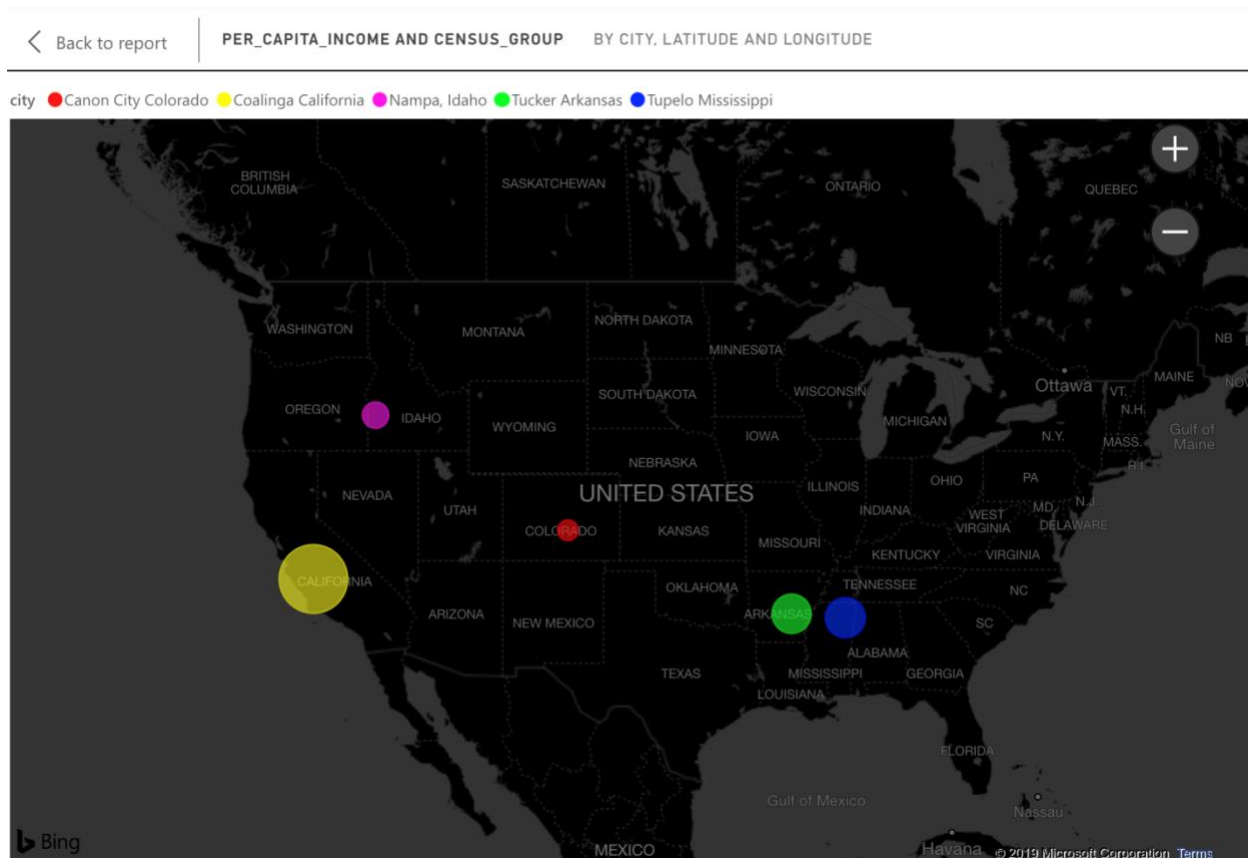 Back to report
PER_CAPITA_INCOME AND CENSUS_GROUP BY CITY, LATITUDE AND LONGITUDE
city Canon City Colorado Coalinga California Nampa, Idaho Tucker Arkansas Tupelo Mississippi
BRITISH
COLUMBIA
SASKATCHEWAN
ONTARIO
QUEBEC
WASHINGTON
MONTANA
NORTH DAKOTA
MINNESOTA
NB
Ottawa
MAINE
VT.
N.H.
OREGON
IDAHO
SOUTH DAKOTA
WISCONSIN
MICHIGAN
WYOMING
IOWA
N.Y.
MASS.
Gulf of
Maine
R.I.
NEBRASKA
NEVADA
UTAH
UNITED STATES
ILLINOIS
INDIANA
OHIO
PA
N.J.
MD.
DELAWARE
WEST
VIRGINIA
COLORADO
KANSAS
MISSOURI
KENTUCKY
VIRGINIA
CALIFORNIA
ARIZONA
NEW MEXICO
OKLAHOMA
ARKANSAS
TENNESSEE
NC
SC
TEXAS
MISSISSIPPI
ALABAMA
GEORGIA
LOUISIANA
FLORIDA
Gulf of Mexico
Nassau
Bing
MEXICO
Havana
© 2019 Microsoft Corporation Terms